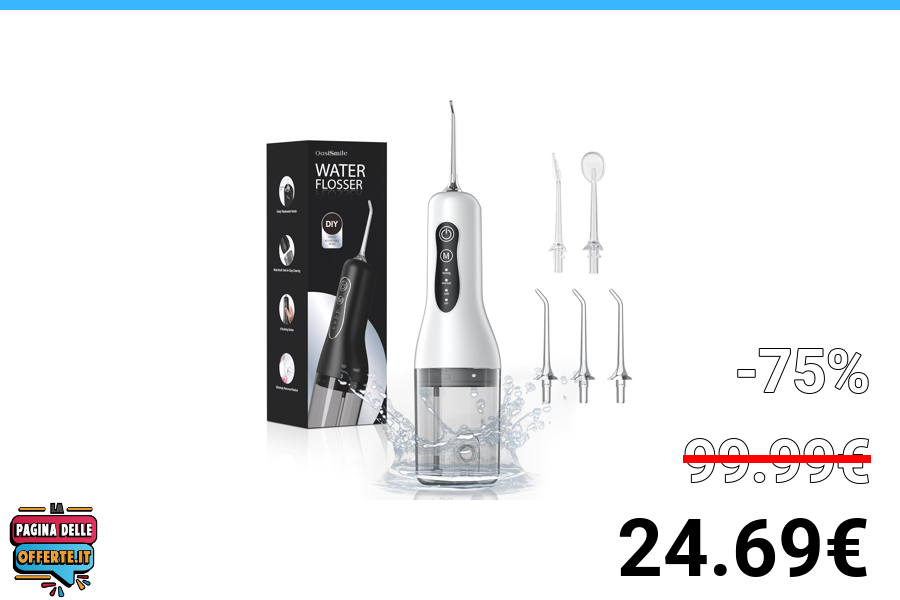 OasiSmile
WATER
FLOSSER
DIY
M
-75%
99.99€
24.69€
LA
PAGINA DELLE
OFFERTE.IT